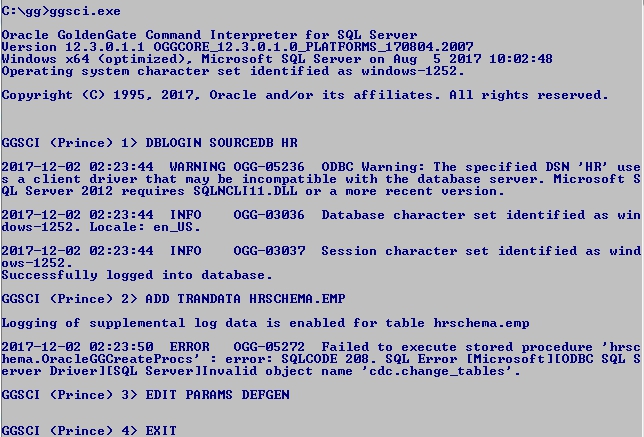 C:\gg>ggsci.exe
Oracle GoldenGate Command Interpreter for SQL Server
Version 12.3.0.1.1 OGGCORE_12.3.0.1.0_PLATFORMS_170804.2007
Windows x64 (optimized), Microsoft SQL Server on Aug  5 2017 10:02:48
Operating system character set identified as windows-1252.
Copyright (C) 1995, 2017, Oracle and/or its affiliates. All rights reserved.
GGSCI (Prince) 1> DBLOGIN SOURCEDB HR
2017-12-02 02:23:44  WARNING OGG-05236  ODBC Warning: The specified DSN 'HR' use
s a client driver that may be incompatible with the database server. Microsoft S
QL Server 2012 requires SQLNCLI11.DLL or a more recent version.
2017-12-02 02:23:44  INFO    OGG-03036  Database character set identified as win
dows-1252. Locale: en_US.
2017-12-02 02:23:44  INFO    OGG-03037  Session character set identified as wind
ows-1252.
Successfully logged into database.
GGSCI (Prince) 2> ADD TRANDATA HRSCHEMA.EMP
Logging of supplemental log data is enabled for table hrschema.emp
2017-12-02 02:23:50  ERROR   OGG-05272  Failed to execute stored procedure 'hrsc
hema.OracleGGCreateProcs' : error: SQLCODE 208. SQL Error [Microsoft][ODBC SQL S
erver Driver][SQL Server]Invalid object name 'cdc.change_tables'.
GGSCI (Prince) 3> EDIT PARAMS DEFGEN
GGSCI (Prince) 4> EXIT